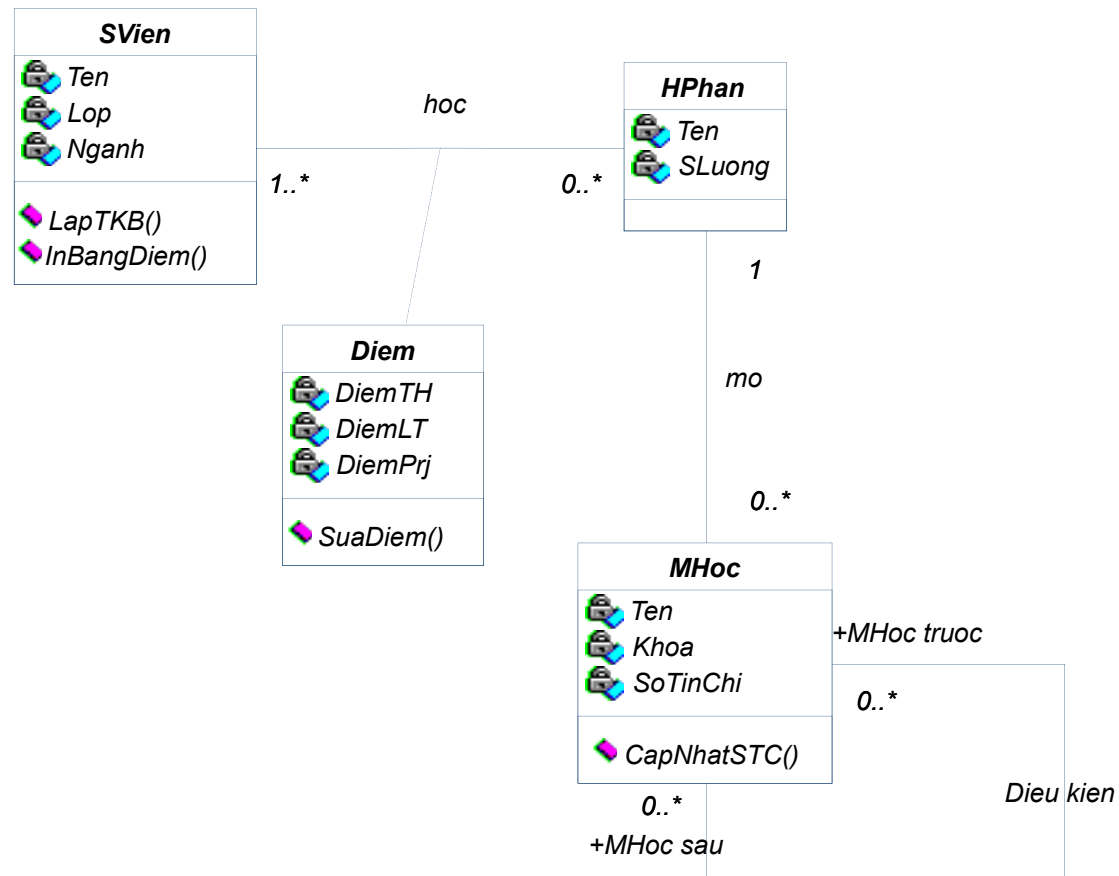 SVien
Ten
Lop
Nganh
LapTKB()
InBangDiem()
hoc
1..*
0..*
HPhan
Ten
SLuong
1
mo
0..*
Diem
DiemTH
DiemLT
DiemPrj
SuaDiem()
MHoc
Ten
Khoa
SoTinChi
CapNhatSTC()
+MHoc truoc
0..*
Dieu kien
0..*
+MHoc sau